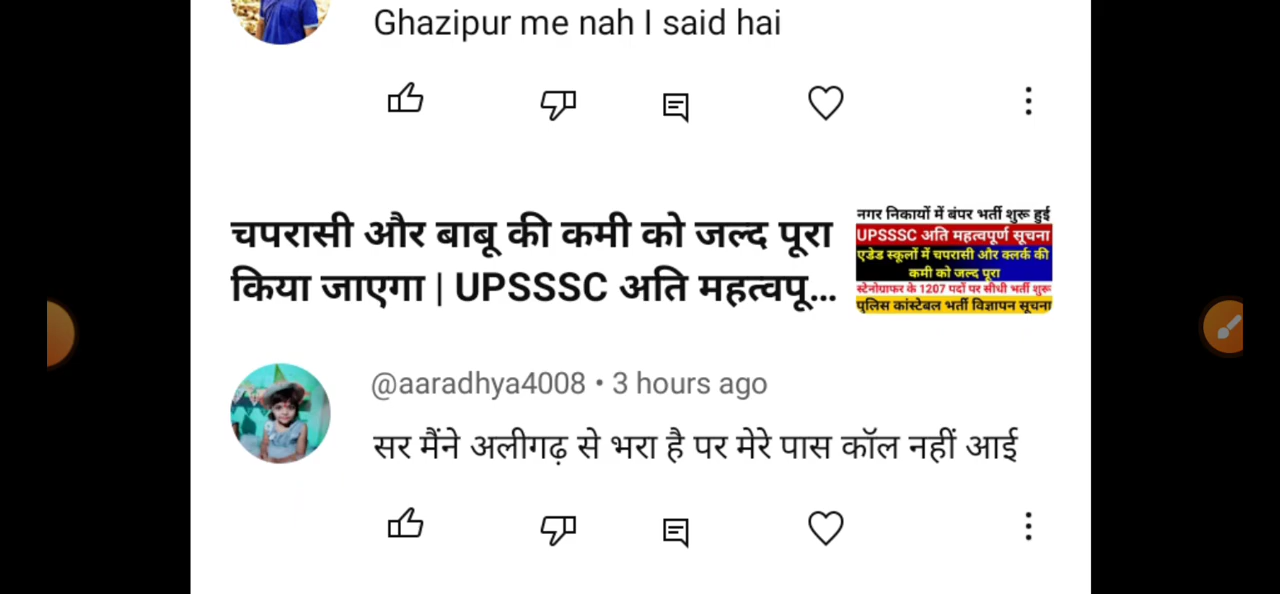 Ghazipur me nah I said hai
चपरासी और बाबू की कमी को जल्द पूरा
किया जाएगा | UPSSSC अति महत्वपू...
नगर निकायों में बंपर भर्ती शुरू हुई
UPSSSC अति महत्वपूर्ण सूचना
एडेड स्कूलों में चपरासी और क्लर्क की
कमी को जल्द पूरा
स्टेनोग्राफर के 1207 पदों पर सीधी भर्ती शुरू
पुलिस कांस्टेबल भर्ती विज्ञापन सूचना
@aaradhya4008 • 3 hours ago
सर मैंने अलीगढ़ से भरा है पर मेरे पास कॉल नहीं आई